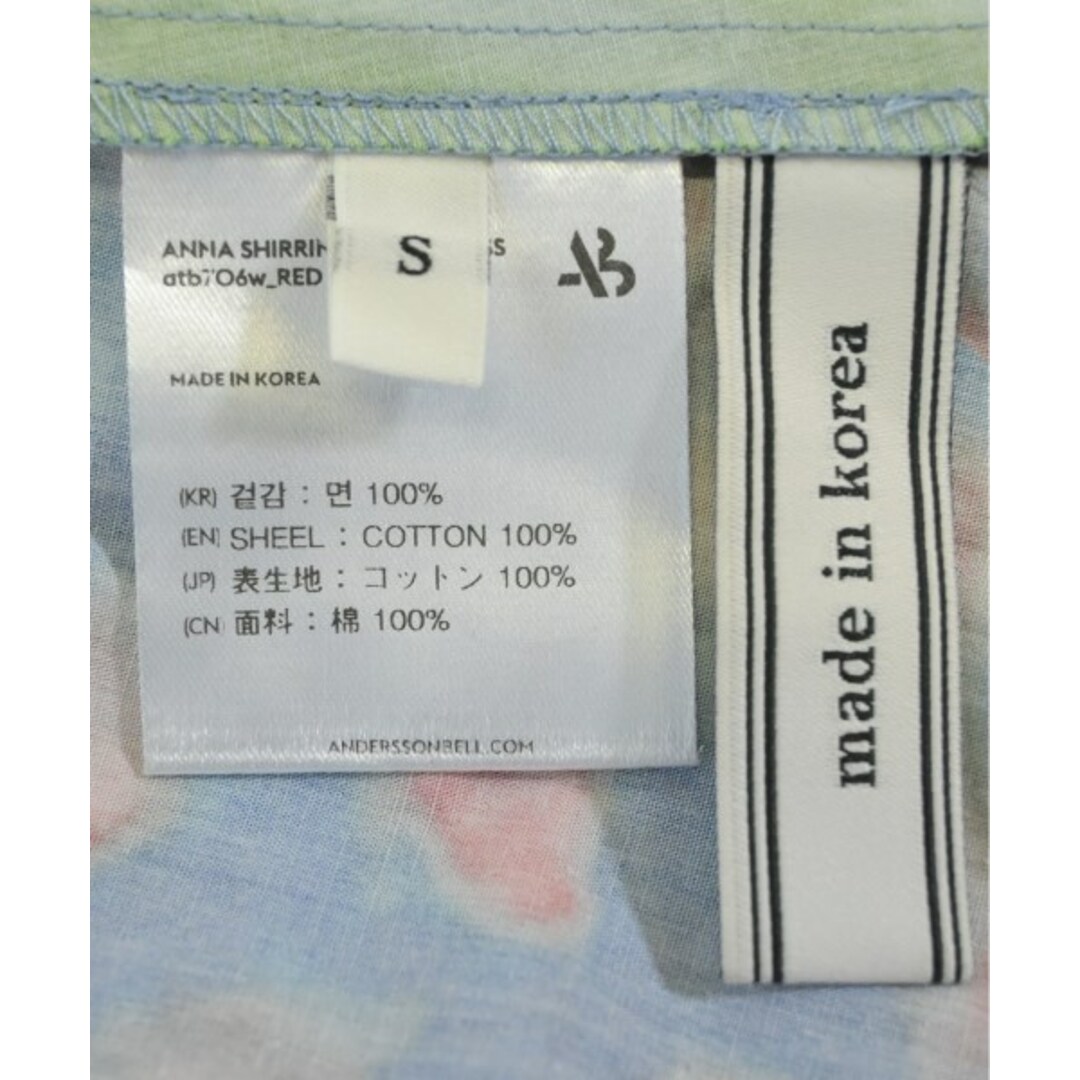 ANNA SS
atb706w_RED
S
AB
MADE IN KOREA
(KR) 겉감 : 면 100%
(EN) SHEEL : COTTON 100%
(JP) 表生地 : コットン 100%
(CN) 面料 : 棉 100%
ANDERSSONBELL.COM
made in korea